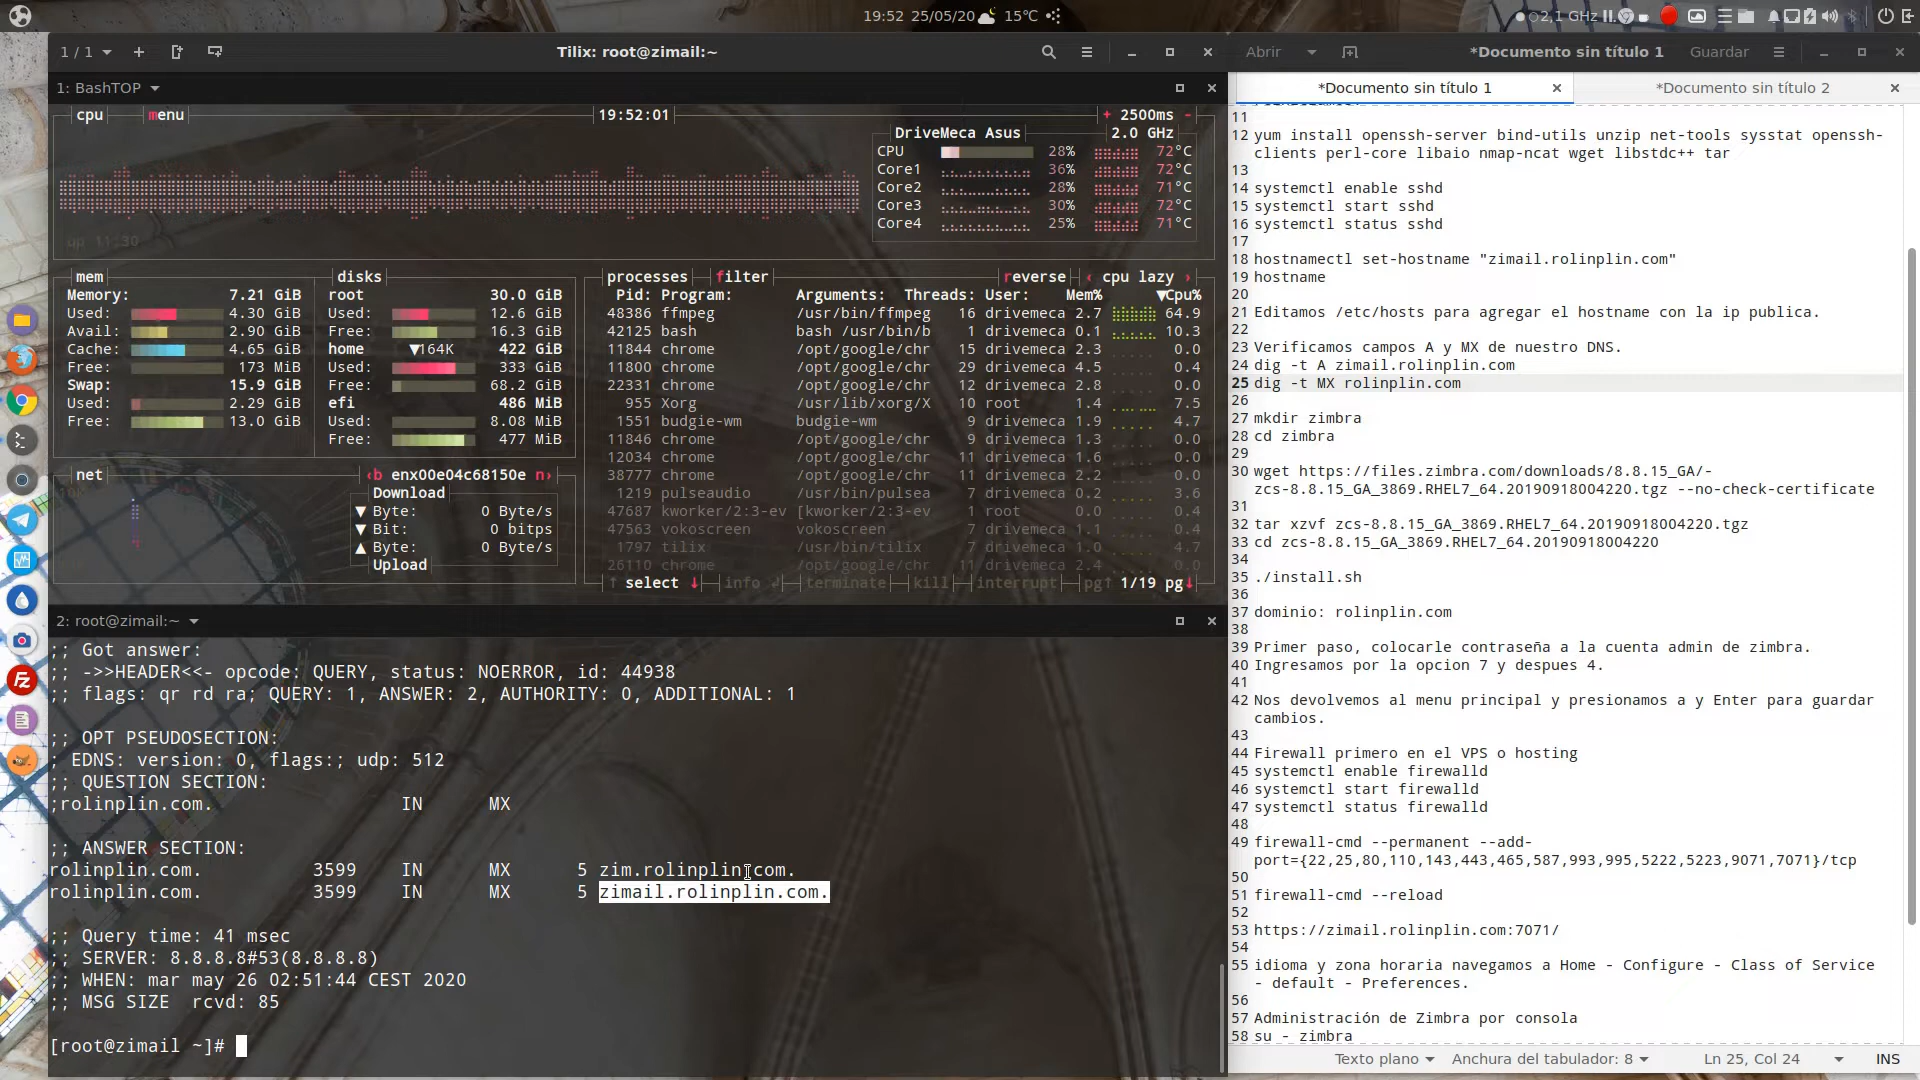 19:52 25/05/20 15°C
2,1 GHz
1 / 1
Tilix: root@zimail:~
1: BashTOP
cpu menu 19:52:01 + 2500ms -
DriveMeca Asus 2.0 GHz
CPU 28% 72°C
Core1 36% 72°C
Core2 28% 71°C
Core3 30% 72°C
Core4 25% 71°C
up 11:30
mem
Memory: 7.21 GiB
Used: 4.30 GiB
Avail: 2.90 GiB
Cache: 4.65 GiB
Free: 173 MiB
Swap: 15.9 GiB
Used: 2.29 GiB
Free: 13.0 GiB
disks
root 30.0 GiB
Used: 12.6 GiB
Free: 16.3 GiB
home ▼164K 422 GiB
Used: 333 GiB
Free: 68.2 GiB
efi 486 MiB
Used: 8.08 MiB
Free: 477 MiB
net ‹b enx00e04c68150e n›
Download
▼ Byte: 0 Byte/s
▼ Bit: 0 bitps
▲ Byte: 0 Byte/s
Upload
processes filter reverse ‹ cpu lazy ›
Pid: Program: Arguments: Threads: User: Mem% ▼Cpu%
48386 ffmpeg /usr/bin/ffmpeg 16 drivemeca 2.7 64.9
42125 bash bash /usr/bin/b 1 drivemeca 0.1 10.3
11844 chrome /opt/google/chr 15 drivemeca 2.3 0.0
11800 chrome /opt/google/chr 29 drivemeca 4.5 0.4
22331 chrome /opt/google/chr 12 drivemeca 2.8 0.0
955 Xorg /usr/lib/xorg/X 10 root 1.4 7.5
1551 budgie-wm budgie-wm 9 drivemeca 1.9 4.7
11846 chrome /opt/google/chr 9 drivemeca 1.3 0.0
12034 chrome /opt/google/chr 11 drivemeca 1.6 0.0
38777 chrome /opt/google/chr 11 drivemeca 2.2 0.0
1219 pulseaudio /usr/bin/pulsea 7 drivemeca 0.2 3.6
47687 kworker/2:3-ev [kworker/2:3-ev 1 root 0.0 0.4
47563 vokoscreen vokoscreen 7 drivemeca 1.1 0.4
1797 tilix /usr/bin/tilix 7 drivemeca 1.0 4.7
26110 chrome /opt/google/chr 11 drivemeca 2.4 0.0
↑ select ↓ info ↲ terminate kill interrupt pg↑ 1/19 pg↓
2: root@zimail:~
;; Got answer:
;; ->>HEADER<<- opcode: QUERY, status: NOERROR, id: 44938
;; flags: qr rd ra; QUERY: 1, ANSWER: 2, AUTHORITY: 0, ADDITIONAL: 1
;; OPT PSEUDOSECTION:
; EDNS: version: 0, flags:; udp: 512
;; QUESTION SECTION:
;rolinplin.com. IN MX
;; ANSWER SECTION:
rolinplin.com. 3599 IN MX 5 zim.rolinplin.com.
rolinplin.com. 3599 IN MX 5 zimail.rolinplin.com.
;; Query time: 41 msec
;; SERVER: 8.8.8.8#53(8.8.8.8)
;; WHEN: mar may 26 02:51:44 CEST 2020
;; MSG SIZE rcvd: 85
[root@zimail ~]#
Abrir *Documento sin título 1 Guardar
*Documento sin título 1 *Documento sin título 2
11
12 yum install openssh-server bind-utils unzip net-tools sysstat openssh-
clients perl-core libaio nmap-ncat wget libstdc++ tar
13
14 systemctl enable sshd
15 systemctl start sshd
16 systemctl status sshd
17
18 hostnamectl set-hostname "zimail.rolinplin.com"
19 hostname
20
21 Editamos /etc/hosts para agregar el hostname con la ip publica.
22
23 Verificamos campos A y MX de nuestro DNS.
24 dig -t A zimail.rolinplin.com
25 dig -t MX rolinplin.com
26
27 mkdir zimbra
28 cd zimbra
29
30 wget https://files.zimbra.com/downloads/8.8.15_GA/-
zcs-8.8.15_GA_3869.RHEL7_64.20190918004220.tgz --no-check-certificate
31
32 tar xzvf zcs-8.8.15_GA_3869.RHEL7_64.20190918004220.tgz
33 cd zcs-8.8.15_GA_3869.RHEL7_64.20190918004220
34
35 ./install.sh
36
37 dominio: rolinplin.com
38
39 Primer paso, colocarle contraseña a la cuenta admin de zimbra.
40 Ingresamos por la opcion 7 y despues 4.
41
42 Nos devolvemos al menu principal y presionamos a y Enter para guardar
cambios.
43
44 Firewall primero en el VPS o hosting
45 systemctl enable firewalld
46 systemctl start firewalld
47 systemctl status firewalld
48
49 firewall-cmd --permanent --add-
port={22,25,80,110,143,443,465,587,993,995,5222,5223,9071,7071}/tcp
50
51 firewall-cmd --reload
52
53 https://zimail.rolinplin.com:7071/
54
55 idioma y zona horaria navegamos a Home - Configure - Class of Service
- default - Preferences.
56
57 Administración de Zimbra por consola
58 su - zimbra
Texto plano Anchura del tabulador: 8 Ln 25, Col 24 INS